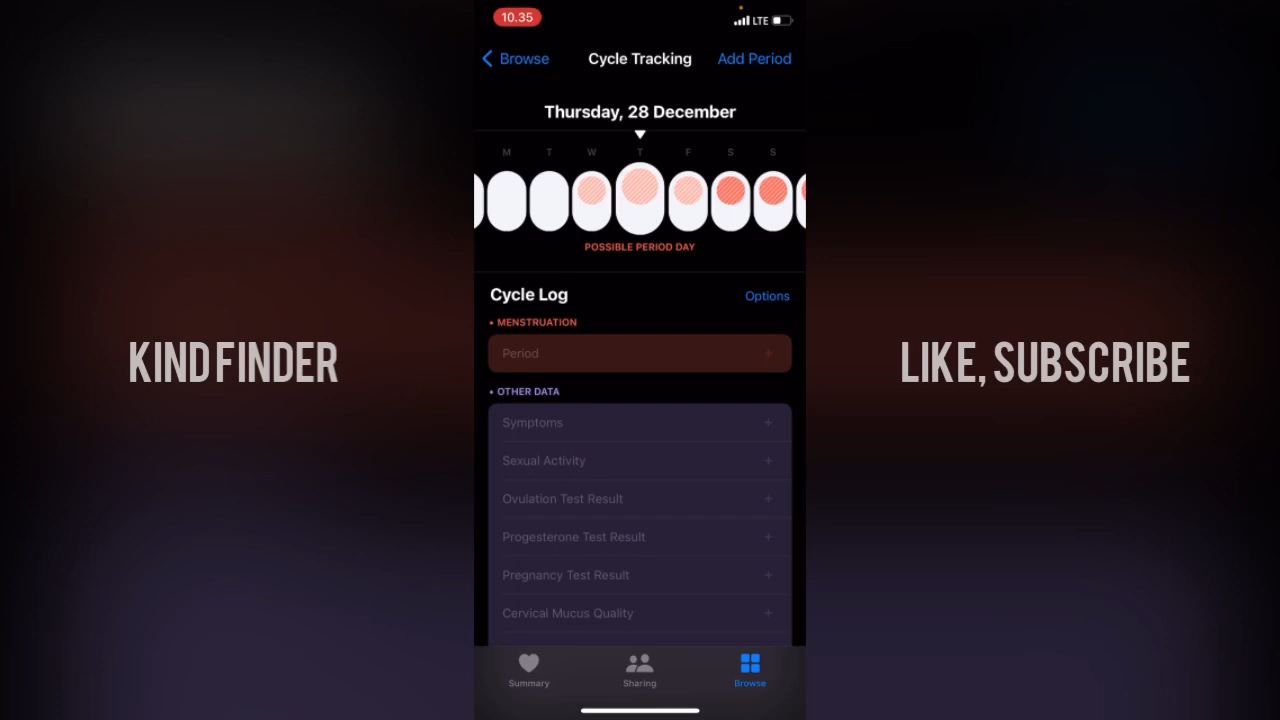 10.35
LTE
Browse
Cycle Tracking
Add Period
Thursday, 28 December
M T W T F S S
POSSIBLE PERIOD DAY
Cycle Log
Options
• MENSTRUATION
Period +
• OTHER DATA
Symptoms +
Sexual Activity +
Ovulation Test Result +
Progesterone Test Result +
Pregnancy Test Result +
Cervical Mucus Quality +
Summary
Sharing
Browse
KIND FINDER
LIKE, SUBSCRIBE